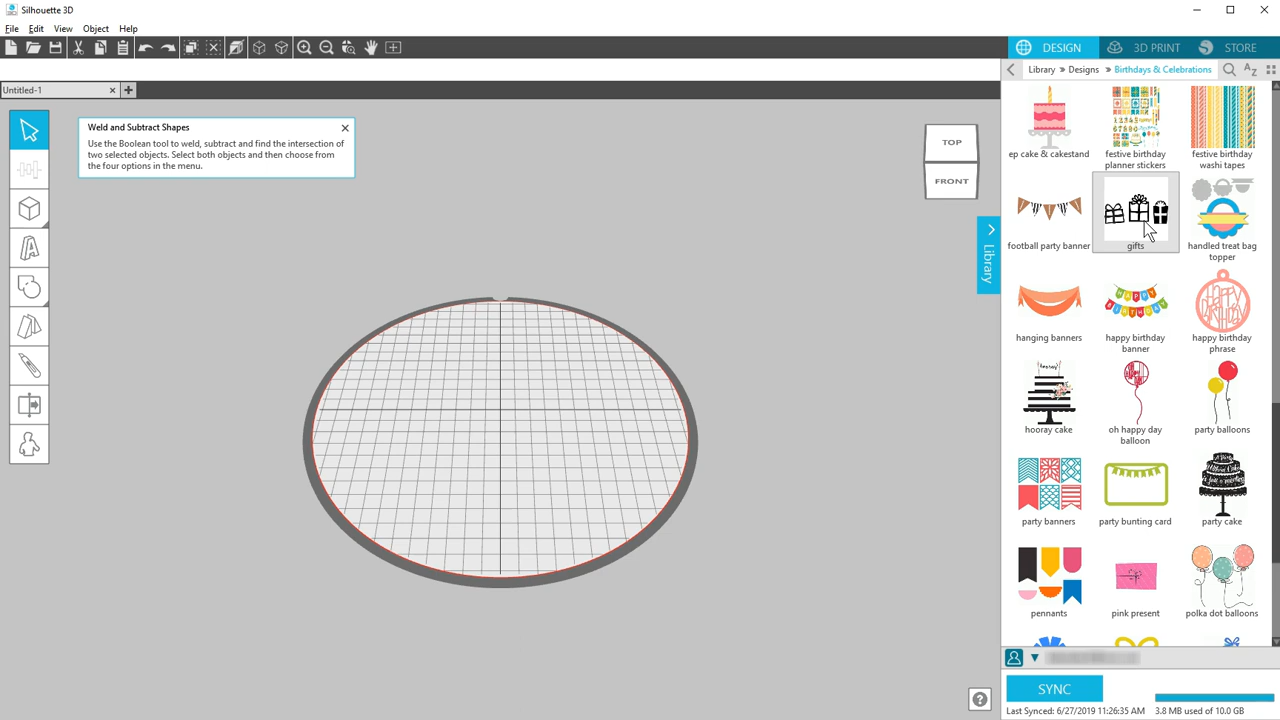 Silhouette 3D
File Edit View Object Help
DESIGN 3D PRINT STORE
Library » Designs » Birthdays & Celebrations
Untitled-1
Weld and Subtract Shapes
Use the Boolean tool to weld, subtract and find the intersection
of two selected objects. Select both objects and then choose from
the four options in the menu.
TOP
FRONT
Library
ep cake & cakestand
festive birthday
planner stickers
festive birthday
washi tapes
football party banner
gifts
handled treat bag
topper
hanging banners
happy birthday
banner
happy birthday
phrase
hooray cake
oh happy day
balloon
party balloons
party banners
party bunting card
party cake
pennants
pink present
polka dot balloons
SYNC
Last Synced: 6/27/2019 11:26:35 AM
3.8 MB used of 10.0 GB